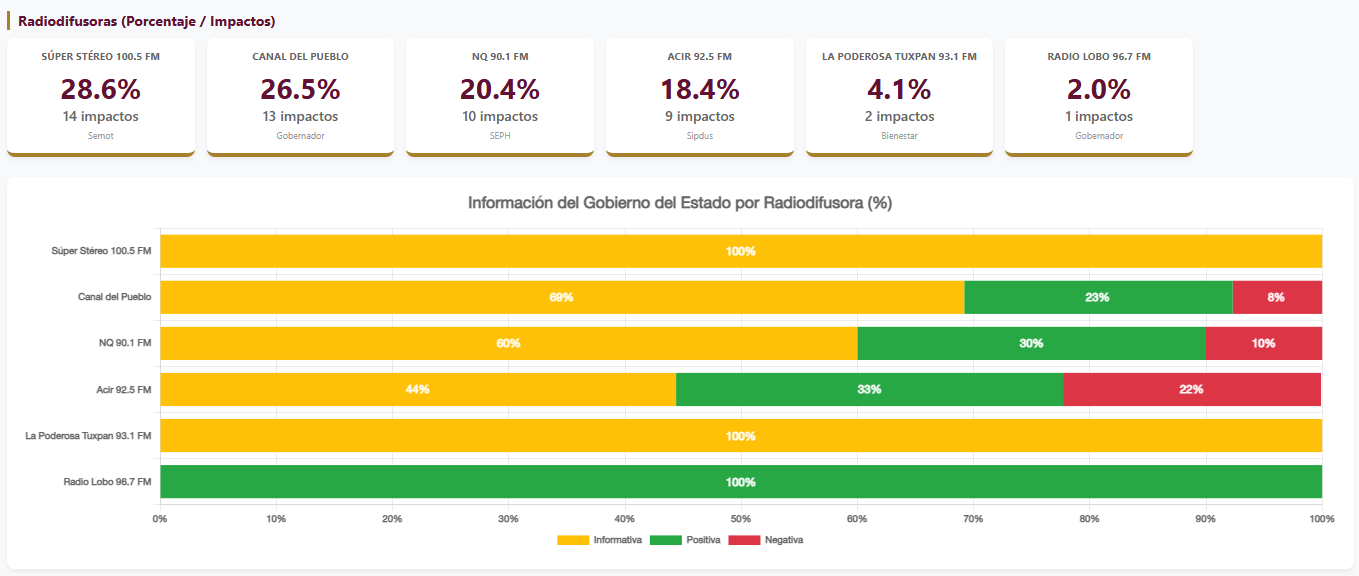 Radiodifusoras (Porcentaje / Impactos)
SÚPER STÉREO 100.5 FM
28.6%
14 impactos
Semot
CANAL DEL PUEBLO
26.5%
13 impactos
Gobernador
NQ 90.1 FM
20.4%
10 impactos
SEPH
ACIR 92.5 FM
18.4%
9 impactos
Sipdus
LA PODEROSA TUXPAN 93.1 FM
4.1%
2 impactos
Bienestar
RADIO LOBO 96.7 FM
2.0%
1 impactos
Gobernador
Información del Gobierno del Estado por Radiodifusora (%)
Súper Stéreo 100.5 FM 100%
Canal del Pueblo 69% 23% 8%
NQ 90.1 FM 60% 30% 10%
Acir 92.5 FM 44% 33% 22%
La Poderosa Tuxpan 93.1 FM 100%
Radio Lobo 96.7 FM 100%
0% 10% 20% 30% 40% 50% 60% 70% 80% 90% 100%
Informativa Positiva Negativa